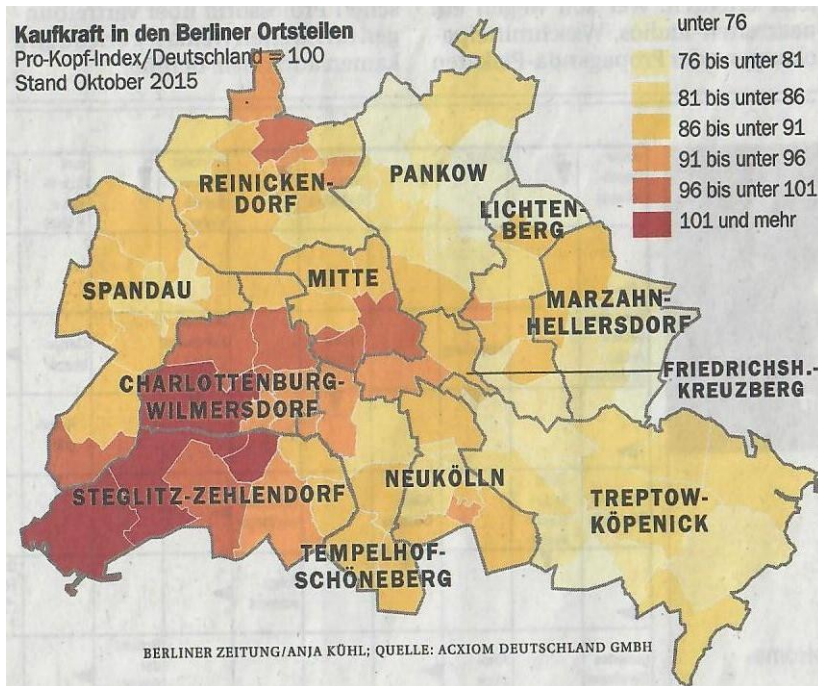 Kaufkraft in den Berliner Ortsteilen
Pro-Kopf-Index/Deutschland = 100
Stand Oktober 2015
unter 76
76 bis unter 81
81 bis unter 86
86 bis unter 91
91 bis unter 96
96 bis unter 101
101 und mehr
PANKOW
REINICKEN-
DORF
LICHTEN-
BERG
MITTE
SPANDAU
MARZAHN-
HELLERSDORF
FRIEDRICHSH.-
KREUZBERG
CHARLOTTENBURG-
WILMERSDORF
NEUKÖLLN
STEGLITZ-ZEHLENDORF
TREPTOW-
KÖPENICK
TEMPELHOF-
SCHÖNEBERG
BERLINER ZEITUNG/ANJA KÜHL; QUELLE: ACXIOM DEUTSCHLAND GMBH